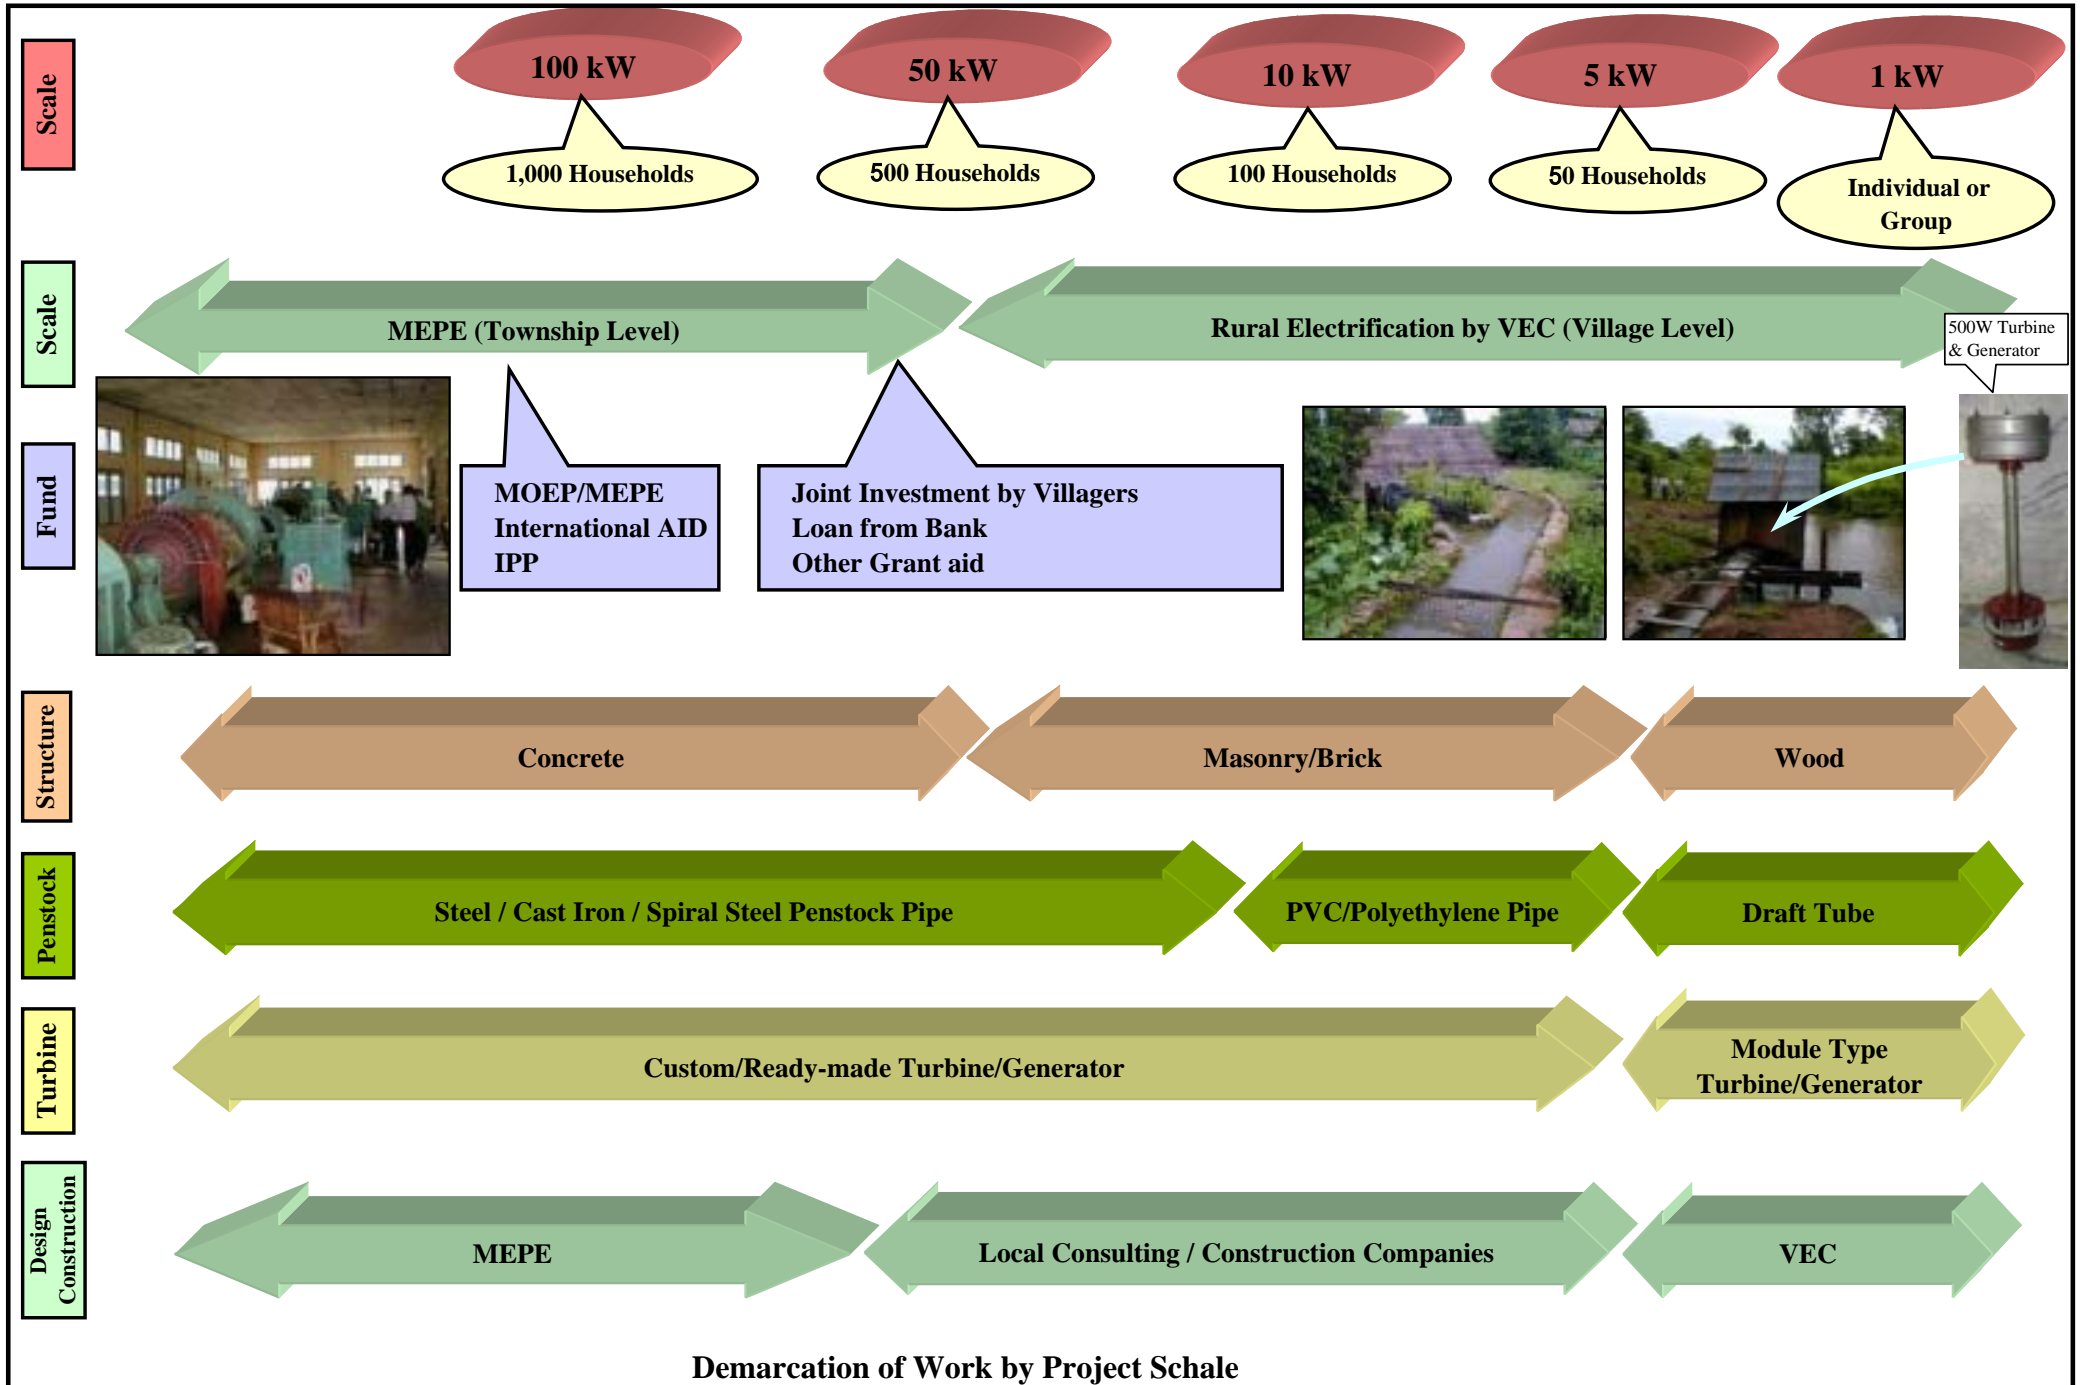 Scale
100 kW
50 kW
10 kW
5 kW
1 kW
1,000 Households
500 Households
100 Households
50 Households
Individual or
Group
Scale
MEPE (Township Level)
Rural Electrification by VEC (Village Level)
500W Turbine
& Generator
Fund
MOEP/MEPE
International AID
IPP
Joint Investment by Villagers
Loan from Bank
Other Grant aid
Structure
Concrete
Masonry/Brick
Wood
Penstock
Steel / Cast Iron / Spiral Steel Penstock Pipe
PVC/Polyethylene Pipe
Draft Tube
Turbine
Custom/Ready-made Turbine/Generator
Module Type
Turbine/Generator
Design
Construction
MEPE
Local Consulting / Construction Companies
VEC
Demarcation of Work by Project Schale